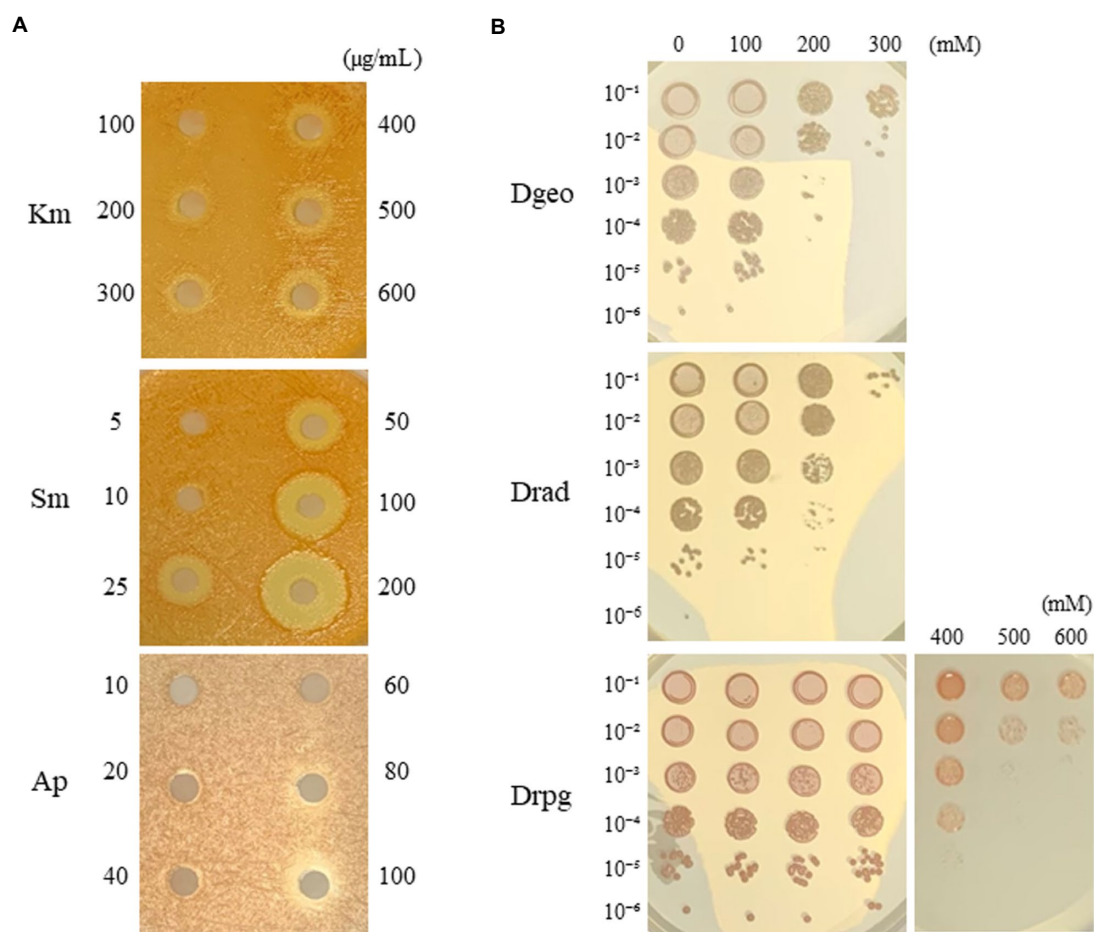 A
(μg/mL)
100 400
Km 200 500
300 600
5 50
Sm 10 100
25 200
10 60
Ap 20 80
40 100
B
0 100 200 300 (mM)
10⁻¹
10⁻²
Dgeo 10⁻³
10⁻⁴
10⁻⁵
10⁻⁶
10⁻¹
10⁻²
Drad 10⁻³
10⁻⁴
10⁻⁵
10⁻⁶
(mM)
400 500 600
10⁻¹
10⁻²
Drpg 10⁻³
10⁻⁴
10⁻⁵
10⁻⁶